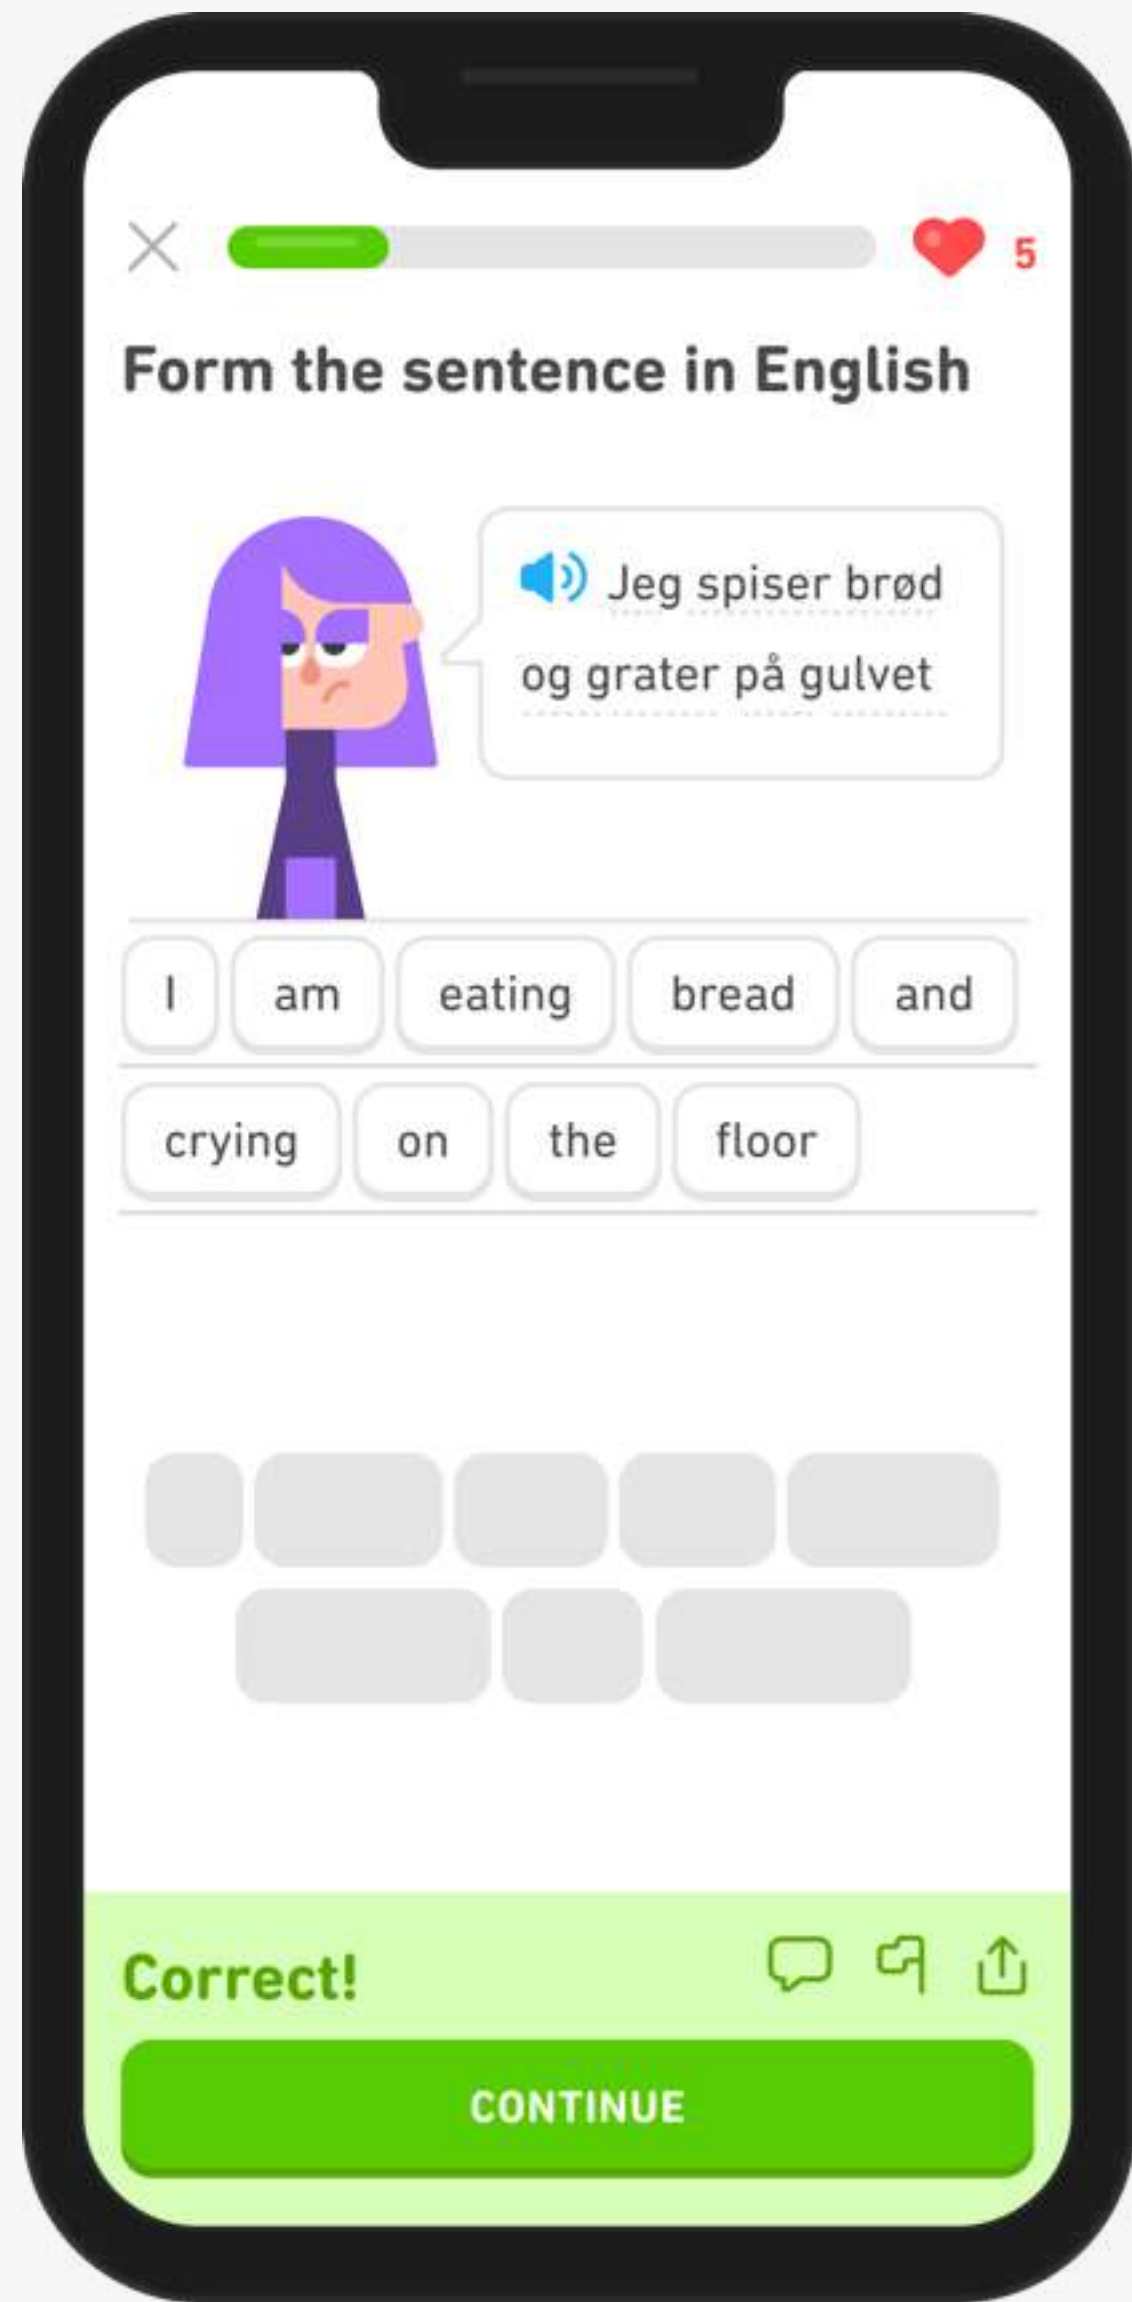 5
Form the sentence in English
Jeg spiser brød
og grater på gulvet
I am eating bread and
crying on the floor
Correct!
CONTINUE